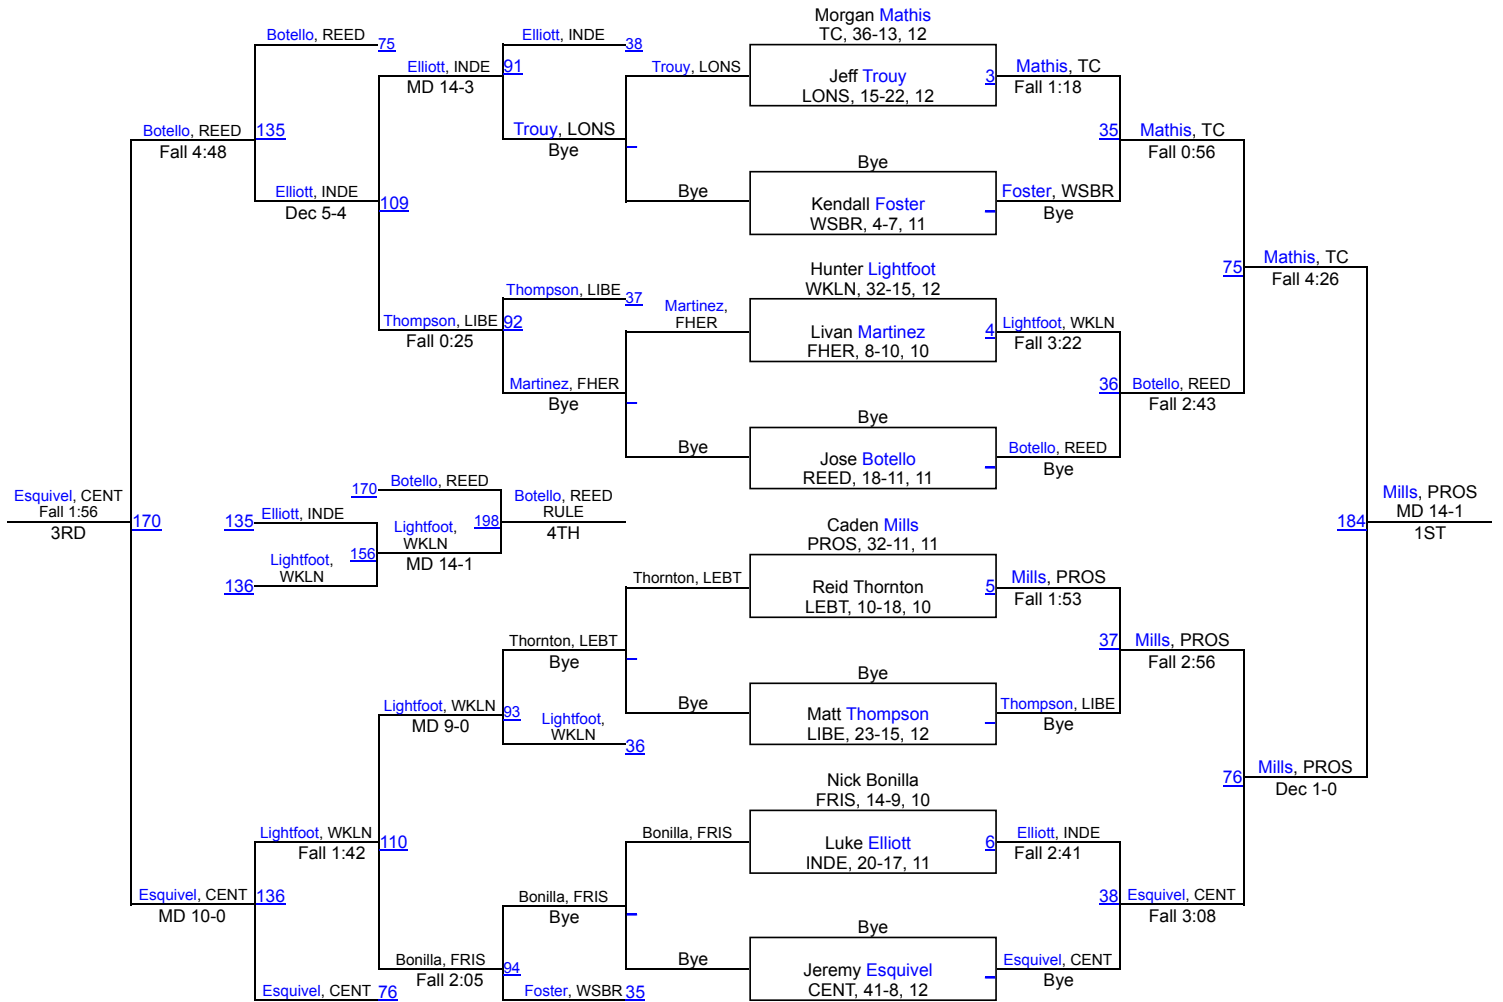 Morgan Mathis
TC, 36-13, 12
Botello, REED
75
Elliott, INDE
38
Elliott, INDE
91
MD 14-3
Trouy, LONS
Jeff Trouy
LONS, 15-22, 12
3
Mathis, TC
Fall 1:18
Botello, REED
135
Fall 4:48
Trouy, LONS
Bye
35
Mathis, TC
Fall 0:56
Bye
Elliott, INDE
Dec 5-4
109
Bye
Kendall Foster
WSBR, 4-7, 11
Foster, WSBR
Bye
Hunter Lightfoot
WKLN, 32-15, 12
75
Mathis, TC
Fall 4:26
Thompson, LIBE
37
Thompson, LIBE
92
Fall 0:25
Martinez,
FHER
Livan Martinez
FHER, 8-10, 10
4
Lightfoot, WKLN
Fall 3:22
Martinez, FHER
Bye
36
Botello, REED
Fall 2:43
Bye
Bye
Jose Botello
REED, 18-11, 11
Botello, REED
Bye
Esquivel, CENT
Fall 1:56
3RD
170
170
Botello, REED
135
Elliott, INDE
Lightfoot,
WKLN
MD 14-1
198
Botello, REED
RULE
4TH
156
Lightfoot,
WKLN
136
184
Mills, PROS
MD 14-1
1ST
Caden Mills
PROS, 32-11, 11
Thornton, LEBT
Reid Thornton
LEBT, 10-18, 10
5
Mills, PROS
Fall 1:53
Thornton, LEBT
Bye
37
Mills, PROS
Fall 2:56
Bye
Bye
Matt Thompson
LIBE, 23-15, 12
Thompson, LIBE
Bye
Lightfoot, WKLN
93
MD 9-0
Lightfoot,
WKLN
36
Nick Bonilla
FRIS, 14-9, 10
76
Mills, PROS
Dec 1-0
Lightfoot, WKLN
Fall 1:42
110
Bonilla, FRIS
Luke Elliott
INDE, 20-17, 11
6
Elliott, INDE
Fall 2:41
Esquivel, CENT
136
MD 10-0
Bonilla, FRIS
Bye
38
Esquivel, CENT
Fall 3:08
Bye
Bonilla, FRIS
94
Fall 2:05
Bye
Jeremy Esquivel
CENT, 41-8, 12
Esquivel, CENT
Bye
Esquivel, CENT
76
Foster, WSBR
35